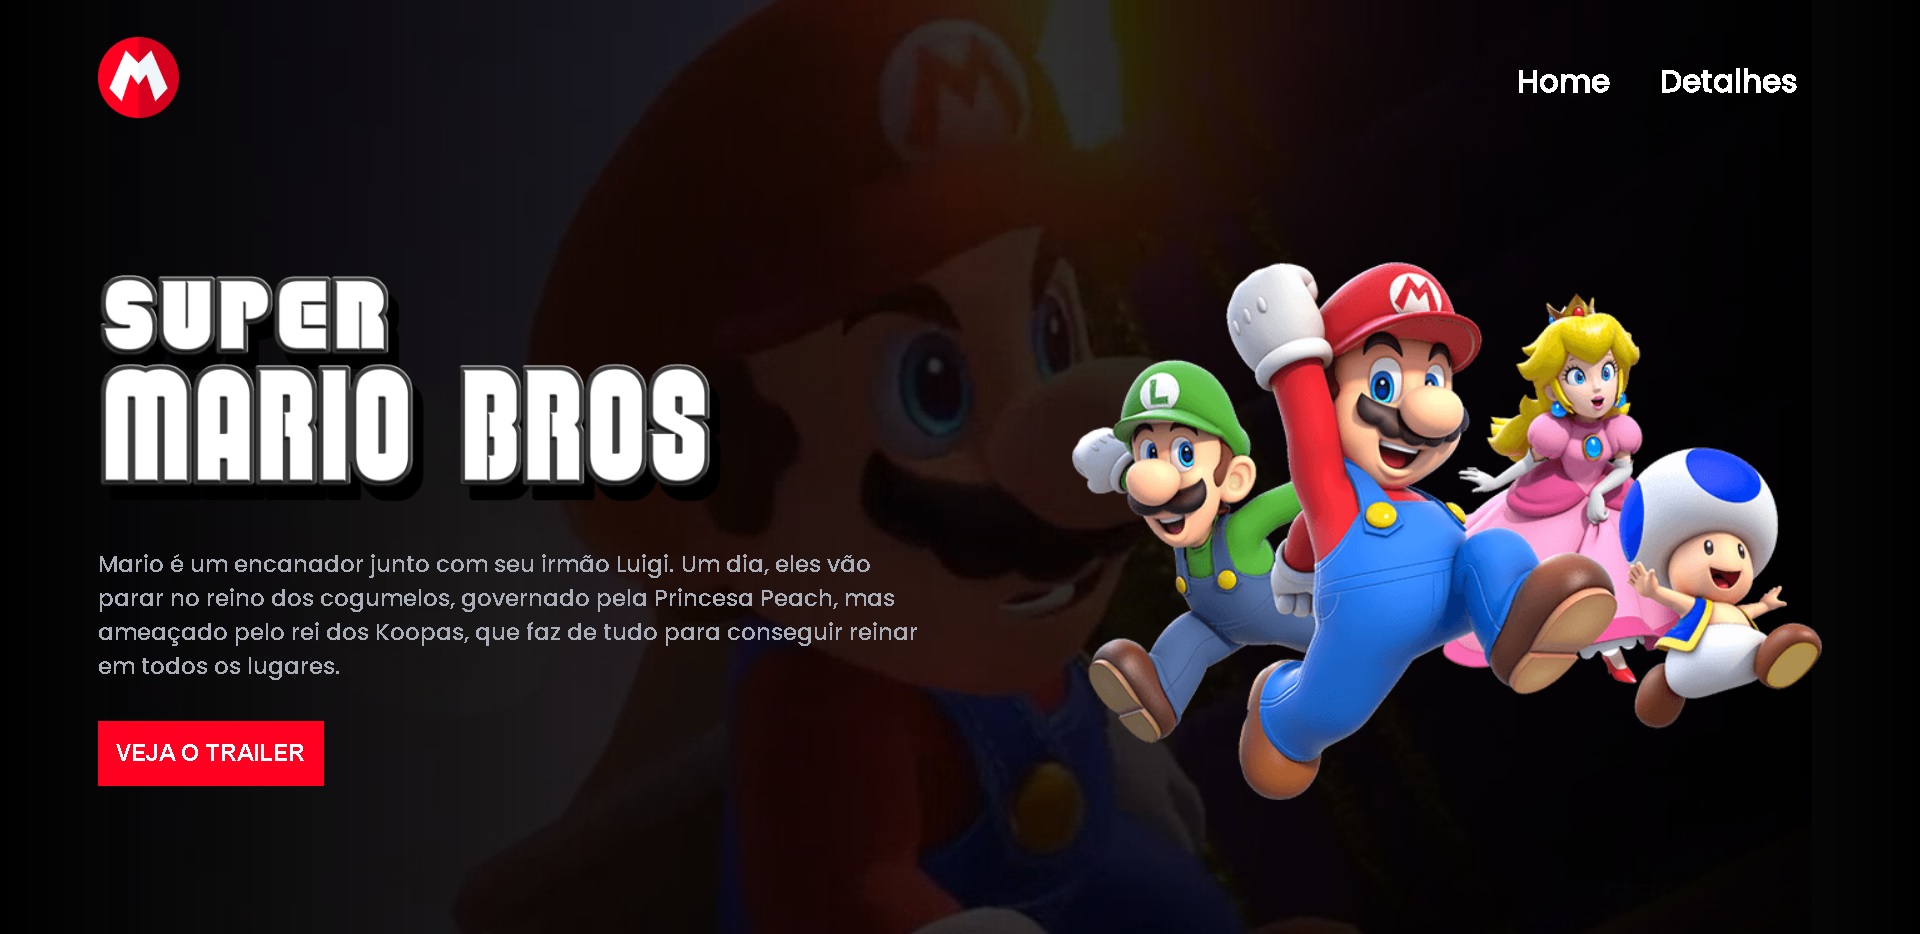 M
Home Detalhes
M
SUPER
MARIO BROS
M
L
Mario é um encanador junto com seu irmão Luigi. Um dia, eles vão
parar no reino dos cogumelos, governado pela Princesa Peach, mas
ameaçado pelo rei dos Koopas, que faz de tudo para conseguir reinar
em todos os lugares.
VEJA O TRAILER